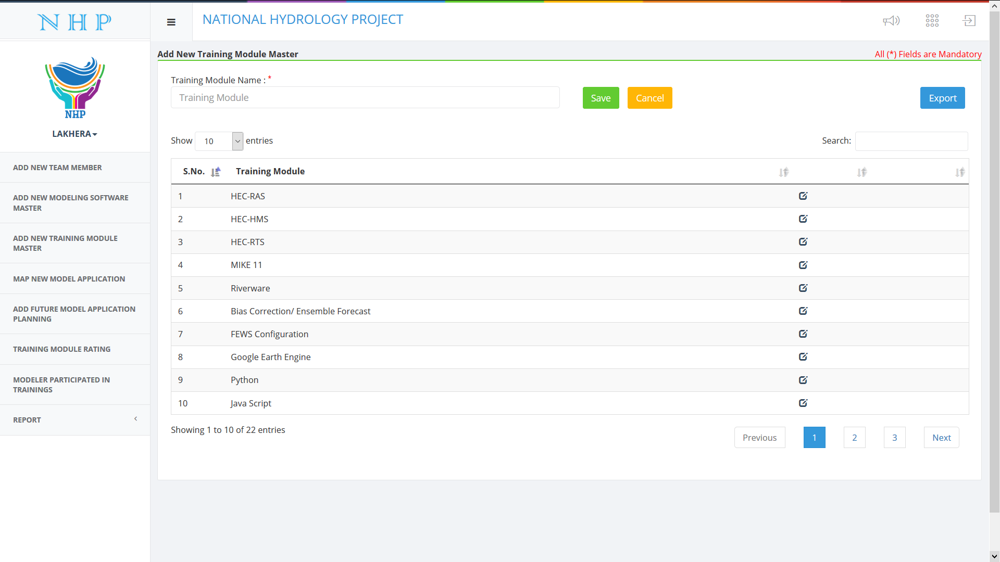 N H P
NATIONAL HYDROLOGY PROJECT
NHP
LAKHERA
ADD NEW TEAM MEMBER
ADD NEW MODELING SOFTWARE
MASTER
ADD NEW TRAINING MODULE
MASTER
MAP NEW MODEL APPLICATION
ADD FUTURE MODEL APPLICATION
PLANNING
TRAINING MODULE RATING
MODELER PARTICIPATED IN
TRAININGS
REPORT
Add New Training Module Master
All (*) Fields are Mandatory
Training Module Name : *
Training Module
Save
Cancel
Export
Show 10 entries
Search:
S.No. Training Module
1 HEC-RAS
2 HEC-HMS
3 HEC-RTS
4 MIKE 11
5 Riverware
6 Bias Correction/ Ensemble Forecast
7 FEWS Configuration
8 Google Earth Engine
9 Python
10 Java Script
Showing 1 to 10 of 22 entries
Previous 1 2 3 Next